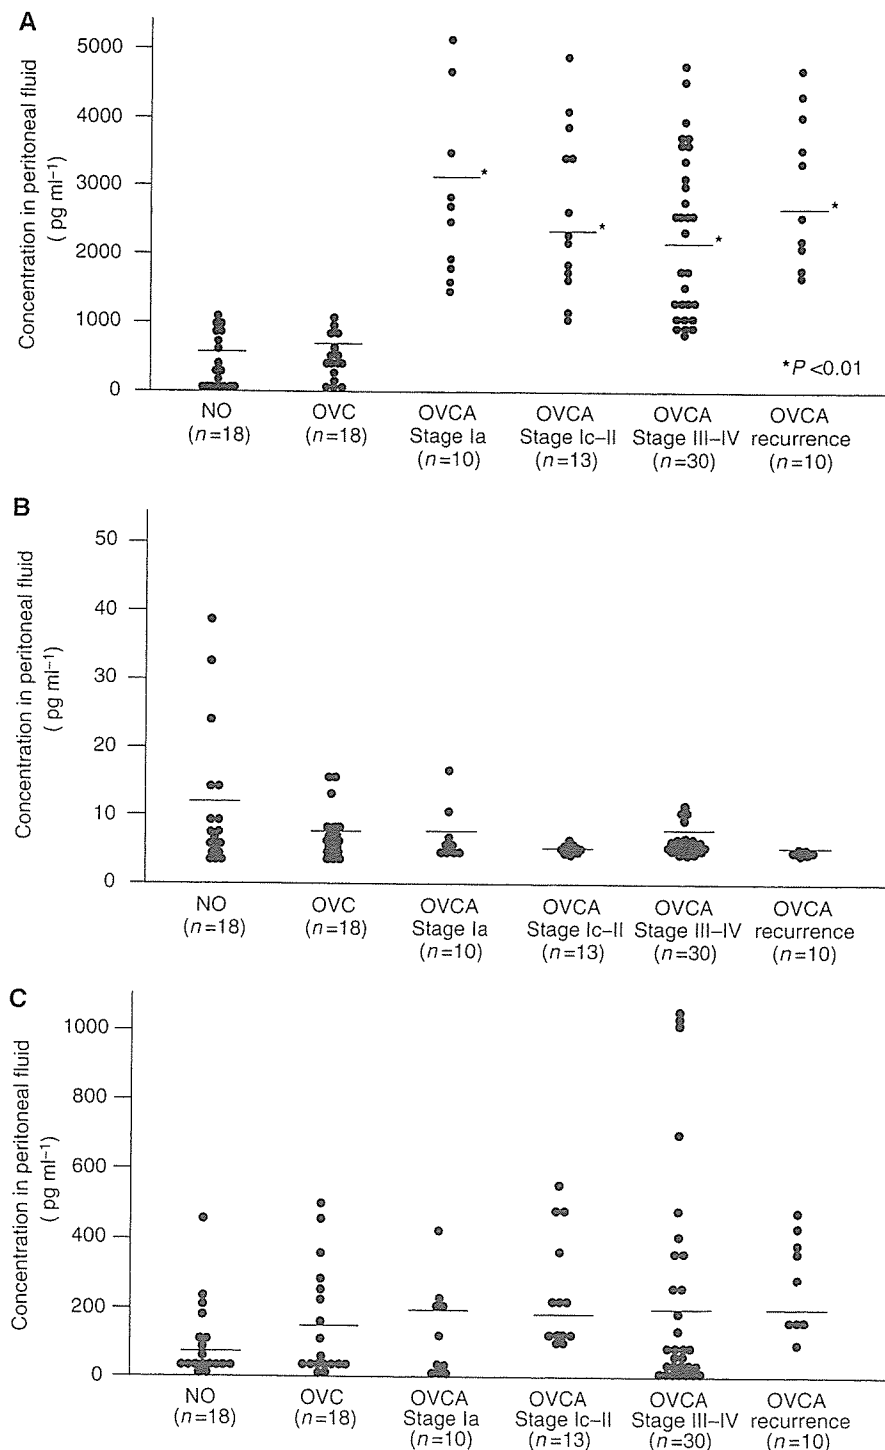 A
Concentration in peritoneal fluid
( pg ml⁻¹)
5000
4000
3000
2000
1000
0
*
*
*
*
*P <0.01
NO OVC OVCA OVCA OVCA OVCA
(n=18) (n=18) Stage Ia Stage Ic–II Stage III–IV recurrence
(n=10) (n=13) (n=30) (n=10)
B
Concentration in peritoneal fluid
( pg ml⁻¹)
50
40
30
20
10
0
NO OVC OVCA OVCA OVCA OVCA
(n=18) (n=18) Stage Ia Stage Ic–II Stage III–IV recurrence
(n=10) (n=13) (n=30) (n=10)
C
Concentration in peritoneal fluid
( pg ml⁻¹)
1000
800
600
400
200
0
NO OVC OVCA OVCA OVCA OVCA
(n=18) (n=18) Stage Ia Stage Ic–II Stage III–IV recurrence
(n=10) (n=13) (n=30) (n=10)